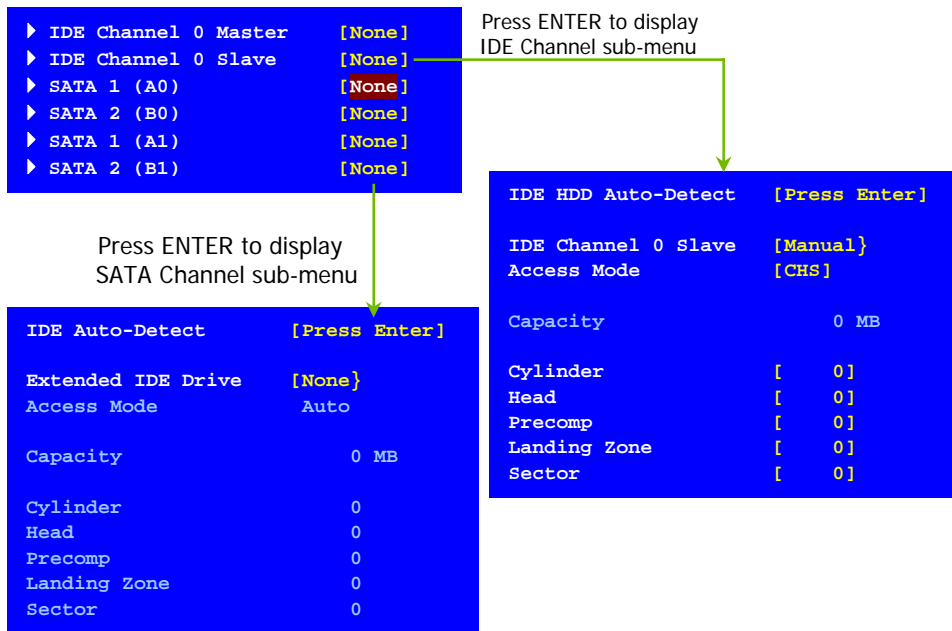 IDE Channel 0 Master [None]
IDE Channel 0 Slave [None]
SATA 1 (A0) [None]
SATA 2 (B0) [None]
SATA 1 (A1) [None]
SATA 2 (B1) [None]
Press ENTER to display
IDE Channel sub-menu
Press ENTER to display
SATA Channel sub-menu
IDE HDD Auto-Detect [Press Enter]
IDE Channel 0 Slave [Manual}
Access Mode [CHS]
Capacity 0 MB
Cylinder [ 0]
Head [ 0]
Precomp [ 0]
Landing Zone [ 0]
Sector [ 0]
IDE Auto-Detect [Press Enter]
Extended IDE Drive [None}
Access Mode Auto
Capacity 0 MB
Cylinder 0
Head 0
Precomp 0
Landing Zone 0
Sector 0